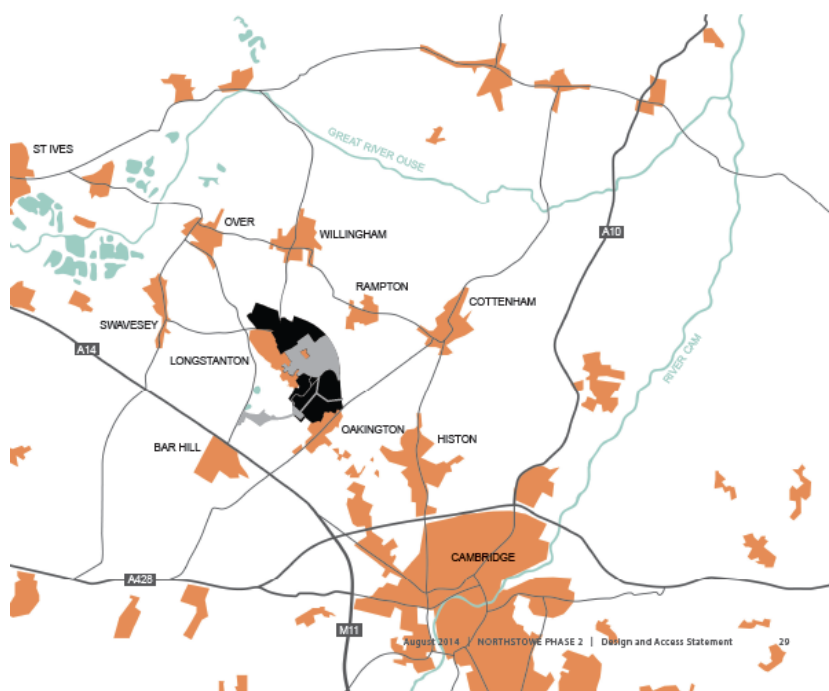 ST IVES
GREAT RIVER OUSE
OVER
WILLINGHAM
A10
RAMPTON
COTTENHAM
SWAVESEY
A14
LONGSTANTON
RIVER CAM
OAKINGTON
HISTON
BAR HILL
CAMBRIDGE
A428
M11
August 2014 | NORTHSTOWE PHASE 2 | Design and Access Statement 29